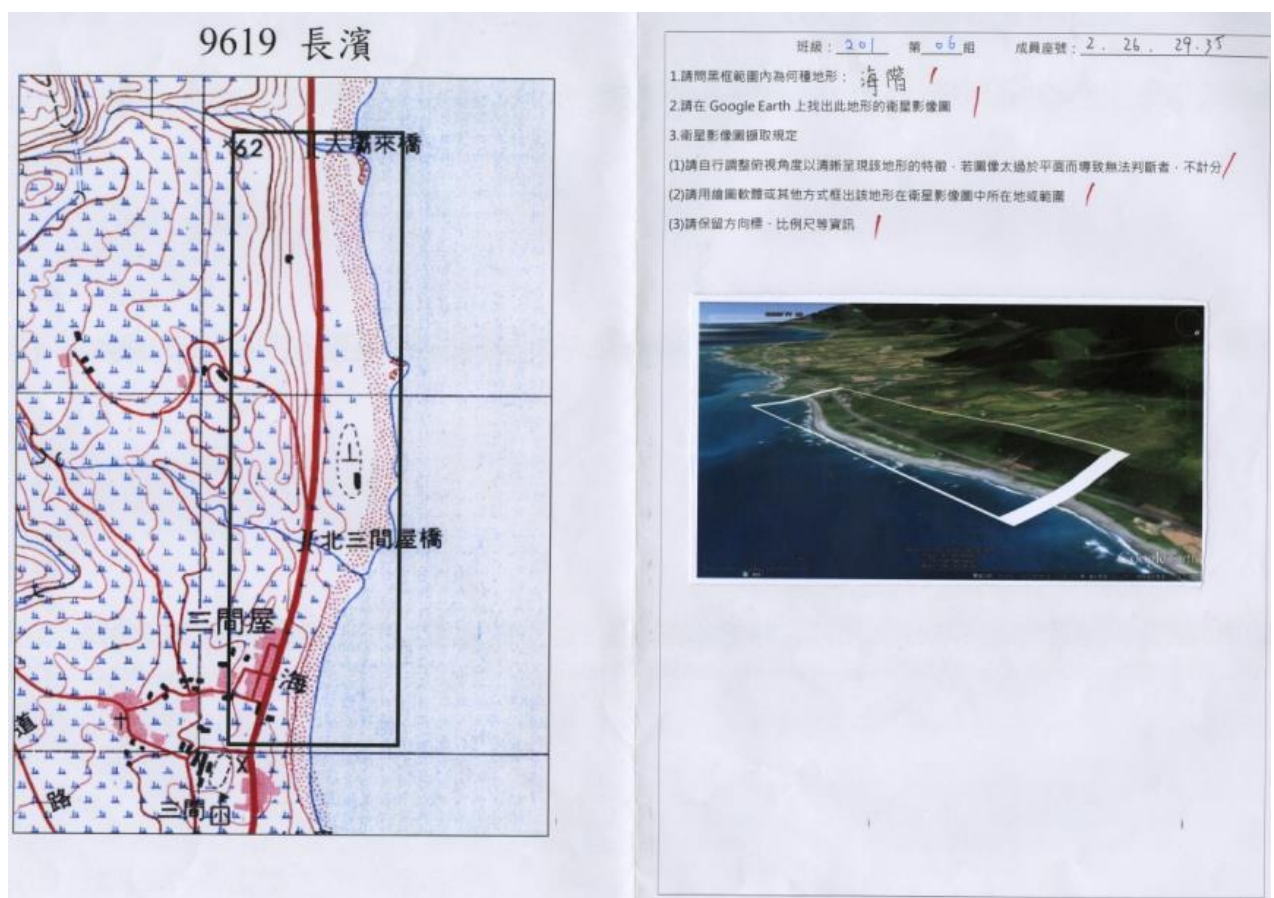 9619 長濱
×62
大壩來橋
北三間屋橋
三間屋
海
道
路
三間
班級：201 第06組 成員座號：2. 26. 29. 35
1.請問黑框範圍內為何種地形：海階
2.請在 Google Earth 上找出此地形的衛星影像圖
3.衛星影像圖擷取規定
(1)請自行調整俯視角度以清晰呈現該地形的特徵，若圖像太過於平面而導致無法判斷者，不計分
(2)請用繪圖軟體或其他方式框出該地形在衛星影像圖中所在地或範圍
(3)請保留方向標、比例尺等資訊